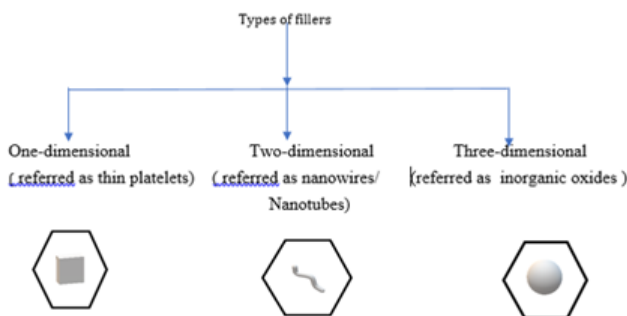 Types of fillers
One-dimensional
( referred as thin platelets)
Two-dimensional
( referred as nanowires/
Nanotubes)
Three-dimensional
(referred as inorganic oxides )